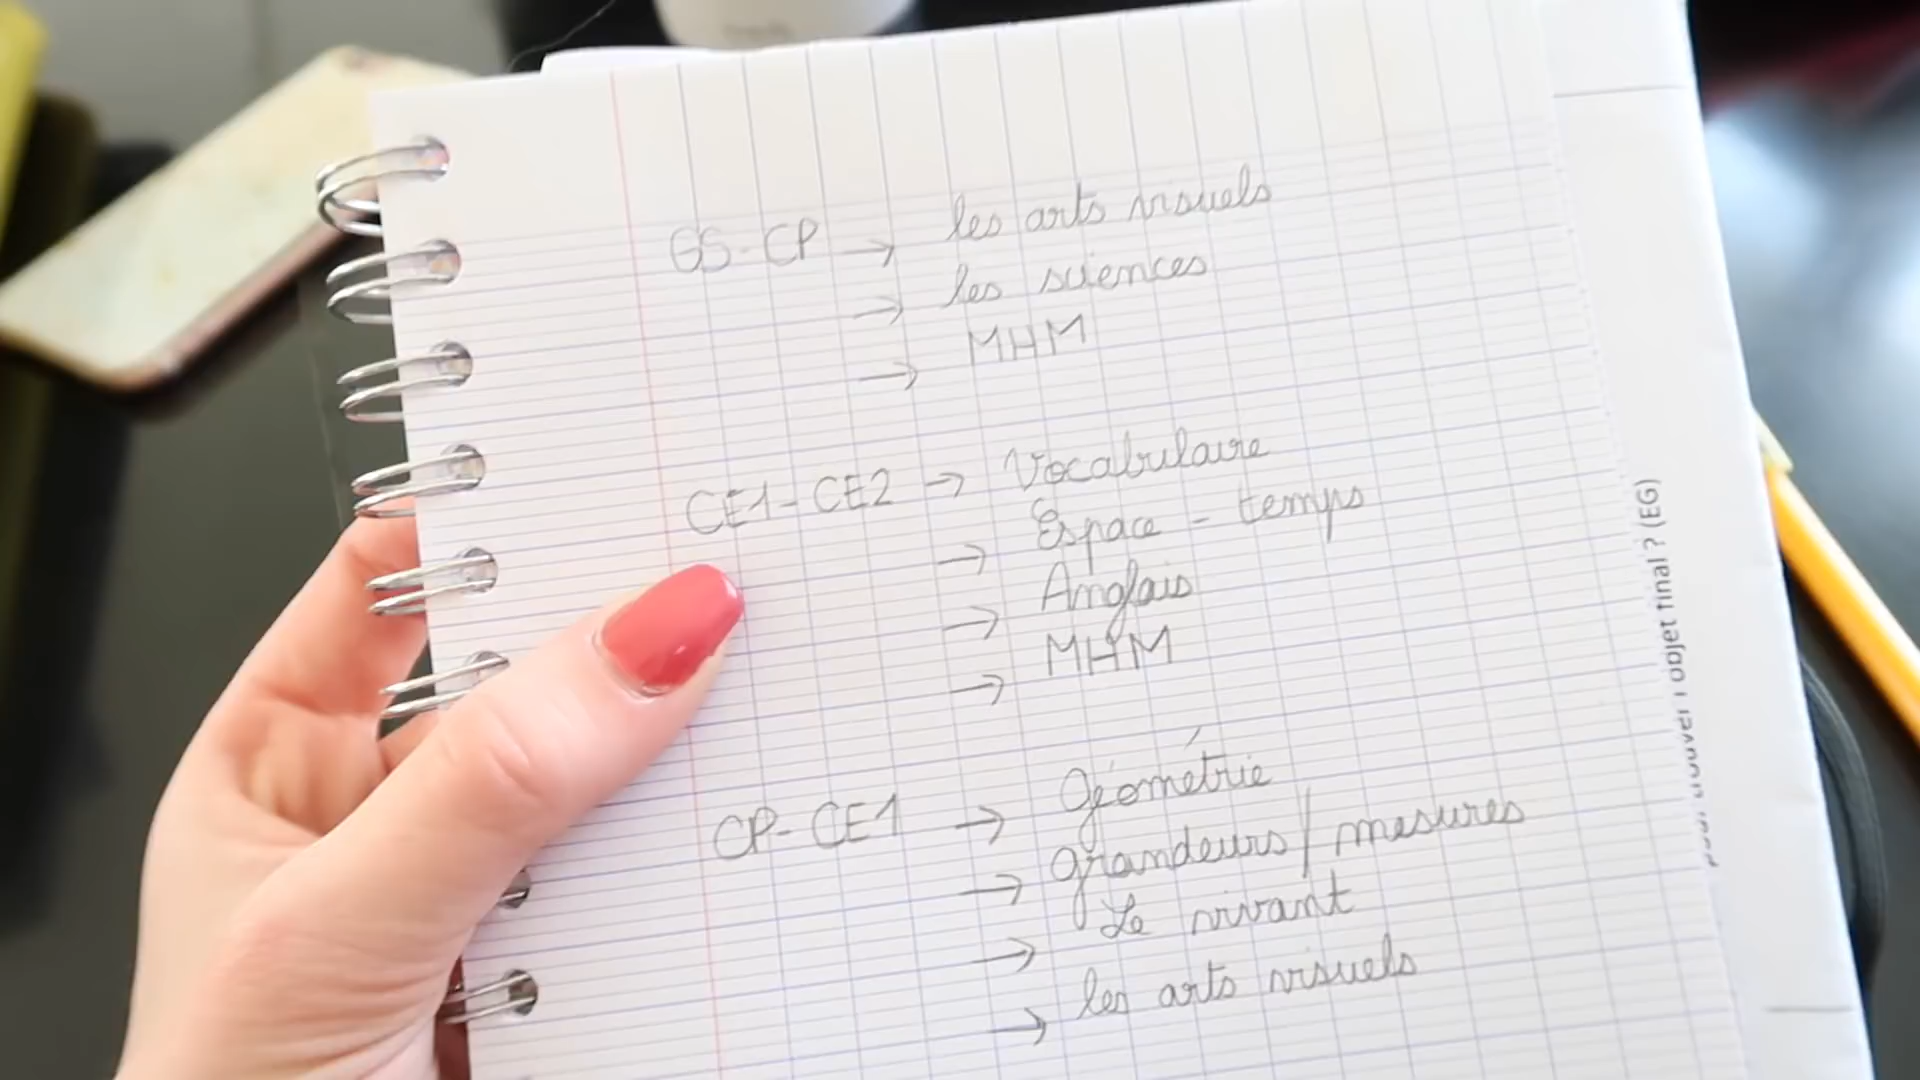 GS-CP → les arts visuels
→ les sciences
→ MHM
CE1-CE2 → Vocabulaire
→ Espace - temps
→ Anglais
→ MHM
CP-CE1 → Géométrie
→ grandeurs/mesures
→ Le vivant
→ les arts visuels
l'objet final ? (EG)